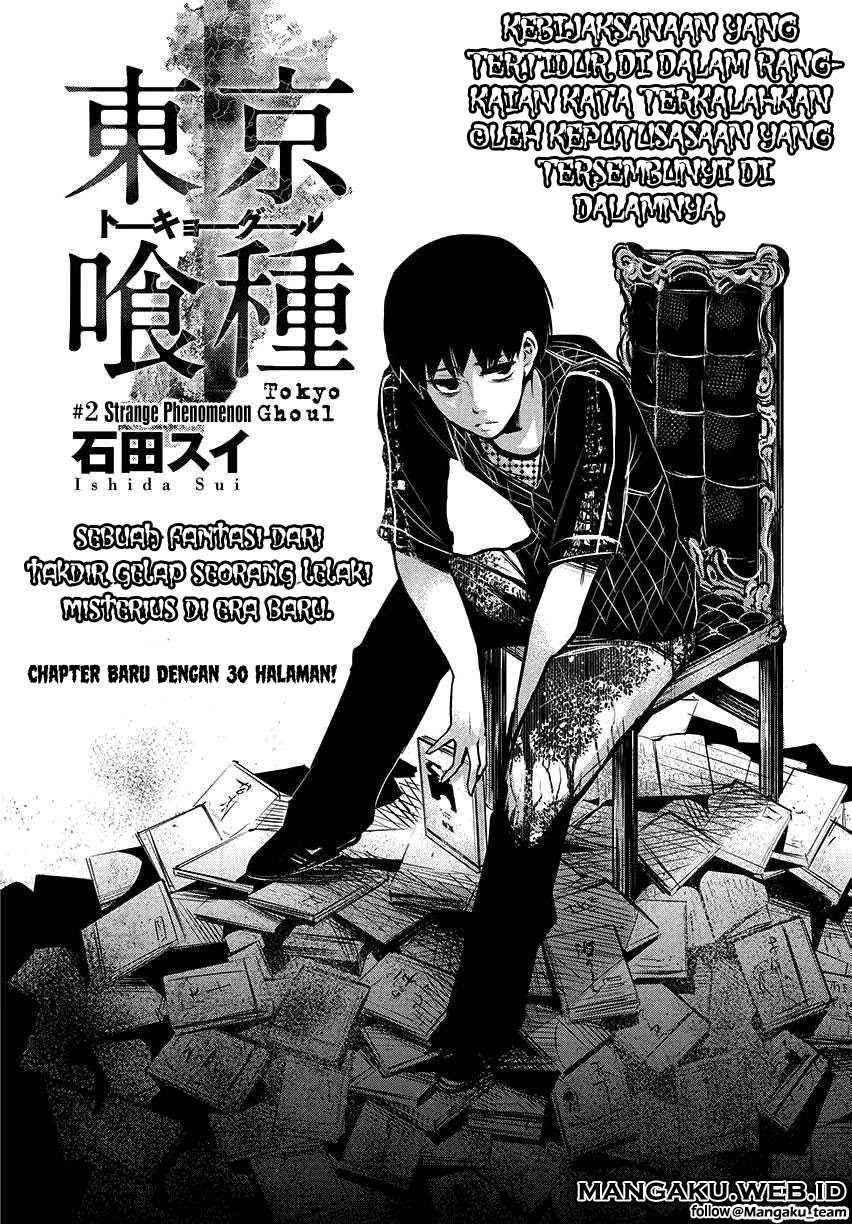 KEBIJAKSANAAN YANG
TERTIDUR DI DALAM RANG-
KAIAN KATA TERKALAHKAN
OLEH KEPUTUSASAAN YANG
TERSEMBUNYI DI
DALAMNYA.
東京
トーキョーグール
喰種
Tokyo
#2 Strange Phenomenon Ghoul
石田スイ
Ishida Sui
SEBUAH FANTASI DARI
TAKDIR GELAP SEORANG LELAKI
MISTERIUS DI ERA BARU.
CHAPTER BARU DENGAN 30 HALAMAN!
MANGAKU.WEB.ID
follow @Mangaku_team